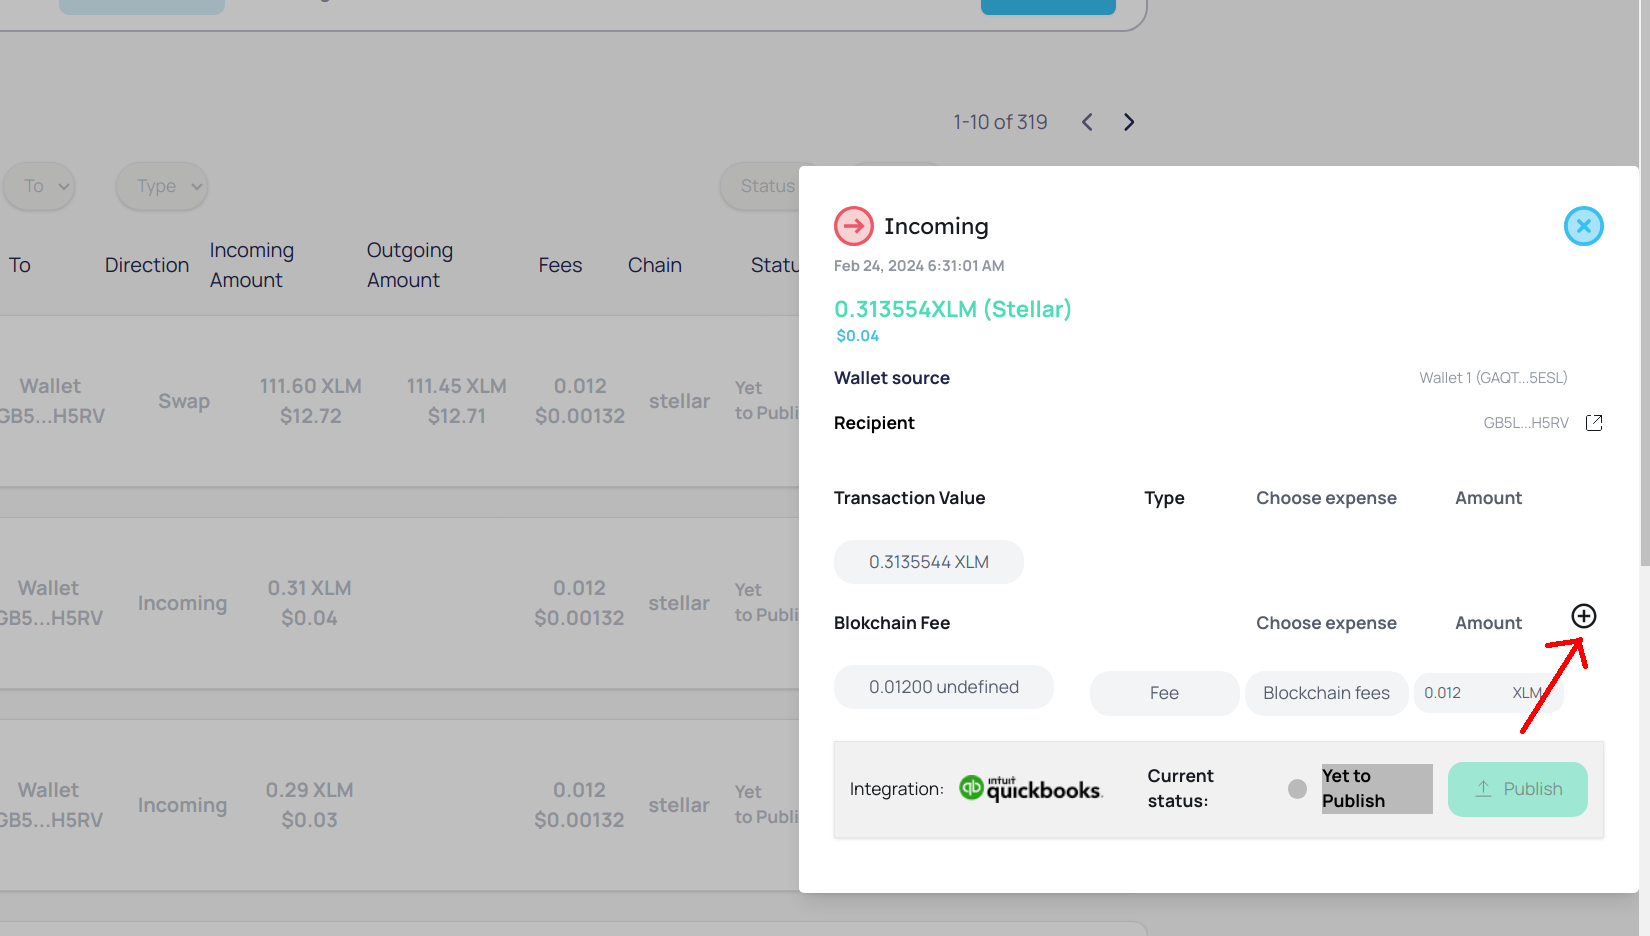 1-10 of 319
To
Type
Status
To
Direction
Incoming
Amount
Outgoing
Amount
Fees
Chain
Statu
Wallet
GB5...H5RV
Swap
111.60 XLM
$12.72
111.45 XLM
$12.71
0.012
$0.00132
stellar
Yet
to Publi
Wallet
GB5...H5RV
Incoming
0.31 XLM
$0.04
0.012
$0.00132
stellar
Yet
to Publi
Wallet
GB5...H5RV
Incoming
0.29 XLM
$0.03
0.012
$0.00132
stellar
Yet
to Publi
Incoming
Feb 24, 2024 6:31:01 AM
0.313554XLM (Stellar)
$0.04
Wallet source
Wallet 1 (GAQT...5ESL)
Recipient
GB5L...H5RV
Transaction Value
Type
Choose expense
Amount
0.3135544 XLM
Blokchain Fee
Choose expense
Amount
0.01200 undefined
Fee
Blockchain fees
0.012
XLM
Integration:
qb
intuit
quickbooks.
Current
status:
Yet to
Publish
Publish